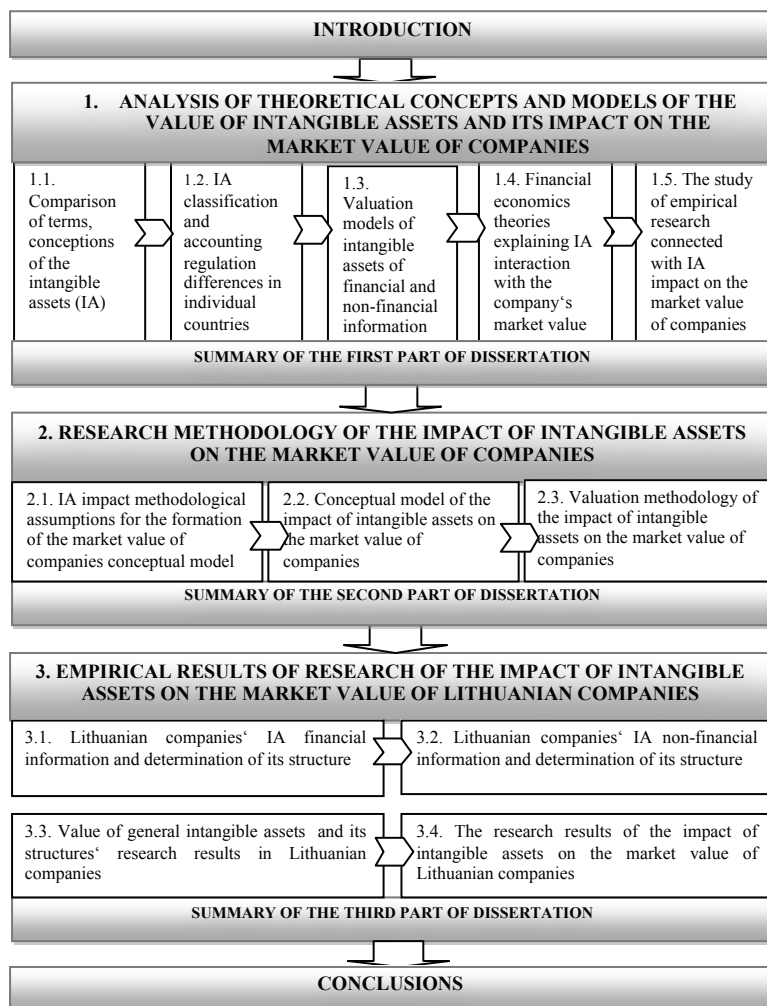 INTRODUCTION
1. ANALYSIS OF THEORETICAL CONCEPTS AND MODELS OF THE
VALUE OF INTANGIBLE ASSETS AND ITS IMPACT ON THE
MARKET VALUE OF COMPANIES
1.1.
Comparison
of terms,
conceptions
of the
intangible
assets (IA)
1.2. IA
classification
and
accounting
regulation
differences in
individual
countries
1.3.
Valuation
models of
intangible
assets of
financial and
non-financial
information
1.4. Financial
economics
theories
explaining IA
interaction
with the
company‘s
market value
1.5. The study
of empirical
research
connected
with IA
impact on the
market value
of companies
SUMMARY OF THE FIRST PART OF DISSERTATION
2. RESEARCH METHODOLOGY OF THE IMPACT OF INTANGIBLE ASSETS
ON THE MARKET VALUE OF COMPANIES
2.1. IA impact methodological
assumptions for the formation
of the market value of
companies conceptual model
2.2. Conceptual model of the
impact of intangible assets on
the market value of
companies
2.3. Valuation methodology of
the impact of intangible
assets on the market value of
companies
SUMMARY OF THE SECOND PART OF DISSERTATION
3. EMPIRICAL RESULTS OF RESEARCH OF THE IMPACT OF INTANGIBLE
ASSETS ON THE MARKET VALUE OF LITHUANIAN COMPANIES
3.1. Lithuanian companies‘ IA financial
information and determination of its structure
3.2. Lithuanian companies‘ IA non-financial
information and determination of its structure
3.3. Value of general intangible assets and its
structures‘ research results in Lithuanian
companies
3.4. The research results of the impact of
intangible assets on the market value of
Lithuanian companies
SUMMARY OF THE THIRD PART OF DISSERTATION
CONCLUSIONS